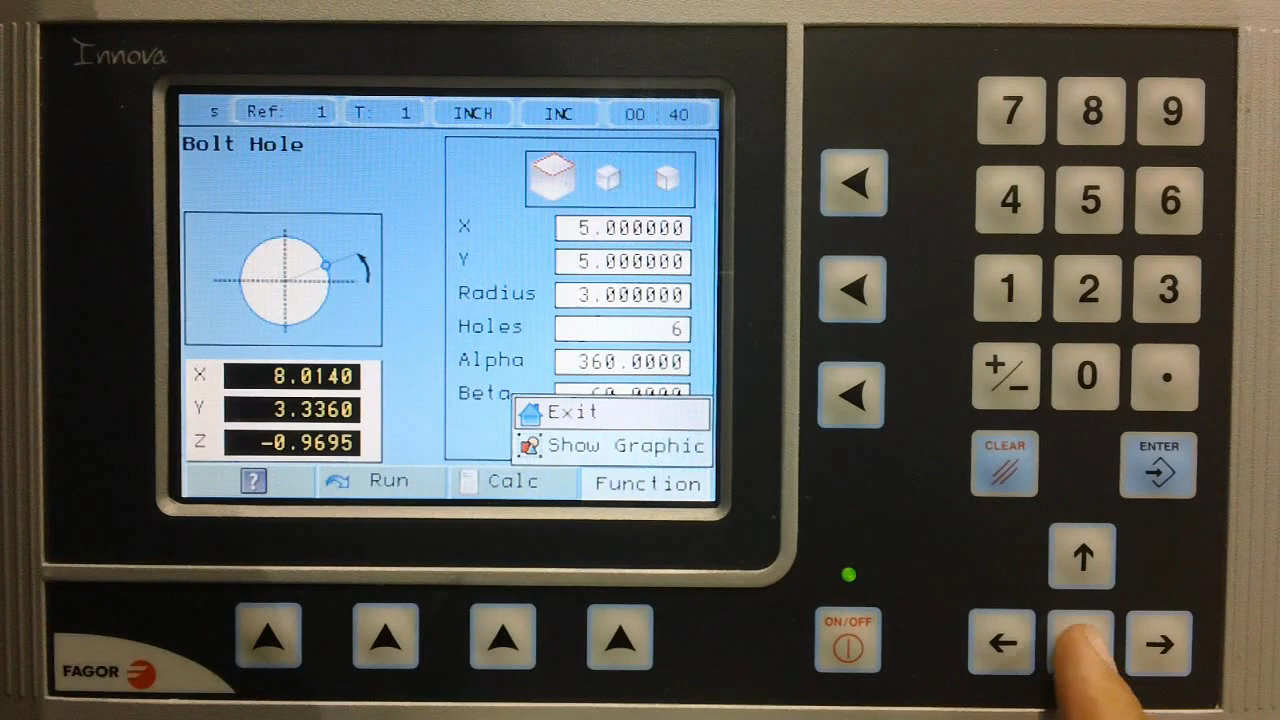 Innova
s Ref: 1 T: 1 INCH INC 00 : 40
Bolt Hole
X 5.000000
Y 5.000000
Radius 3.000000
Holes 6
Alpha 360.0000
Beta 60.0000
X 8.0140
Y 3.3360
Z -0.9695
Exit
Show Graphic
? Run Calc Function
7 8 9
4 5 6
1 2 3
+/- 0 .
CLEAR ENTER
ON/OFF
FAGOR